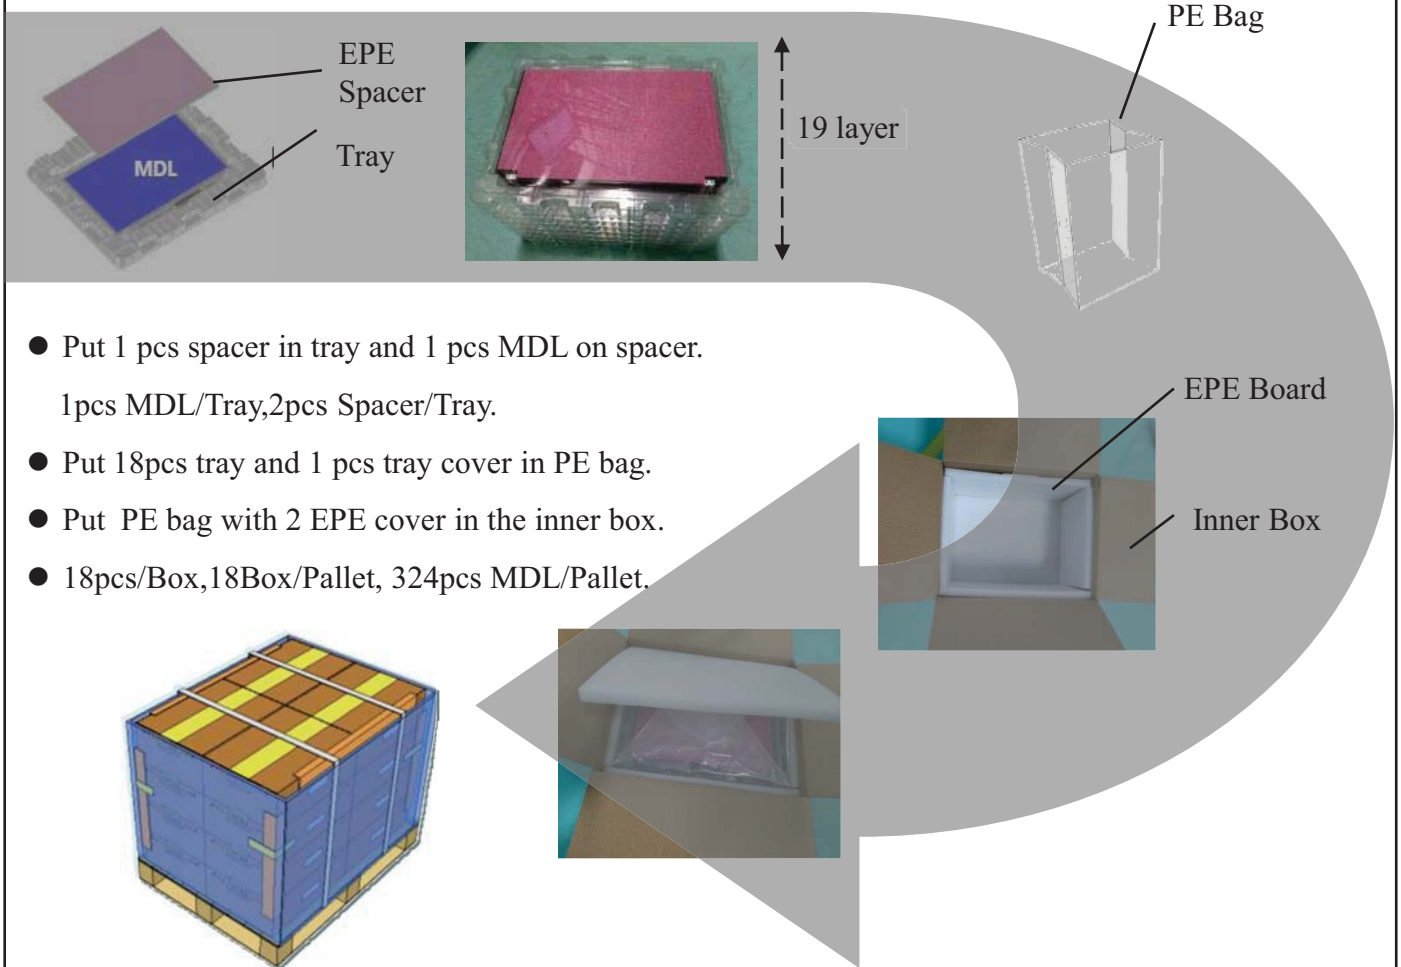 PE Bag
EPE
Spacer
Tray
MDL
19 layer
● Put 1 pcs spacer in tray and 1 pcs MDL on spacer.
1pcs MDL/Tray,2pcs Spacer/Tray.
● Put 18pcs tray and 1 pcs tray cover in PE bag.
● Put PE bag with 2 EPE cover in the inner box.
● 18pcs/Box,18Box/Pallet, 324pcs MDL/Pallet.
EPE Board
Inner Box